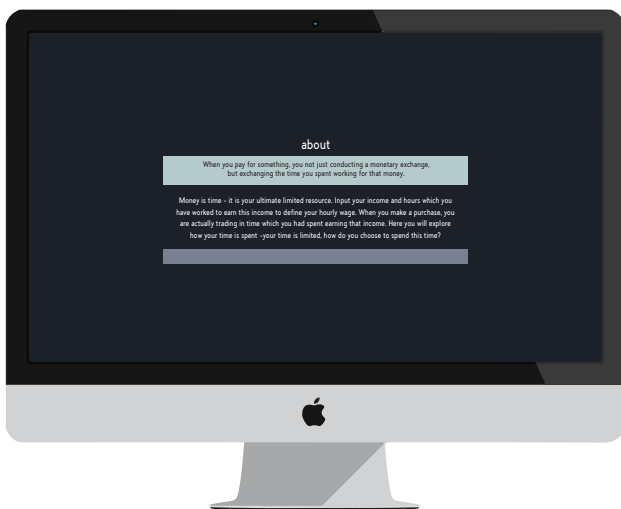 about
When you pay for something, you not just conducting a monetary exchange,
but exchanging the time you spent working for that money.
Money is time - it is your ultimate limited resource. Input your income and hours which you
have worked to earn this income to define your hourly wage. When you make a purchase, you
are actually trading in time which you had spent earning that income. Here you will explore
how your time is spent -your time is limited, how do you choose to spend this time?